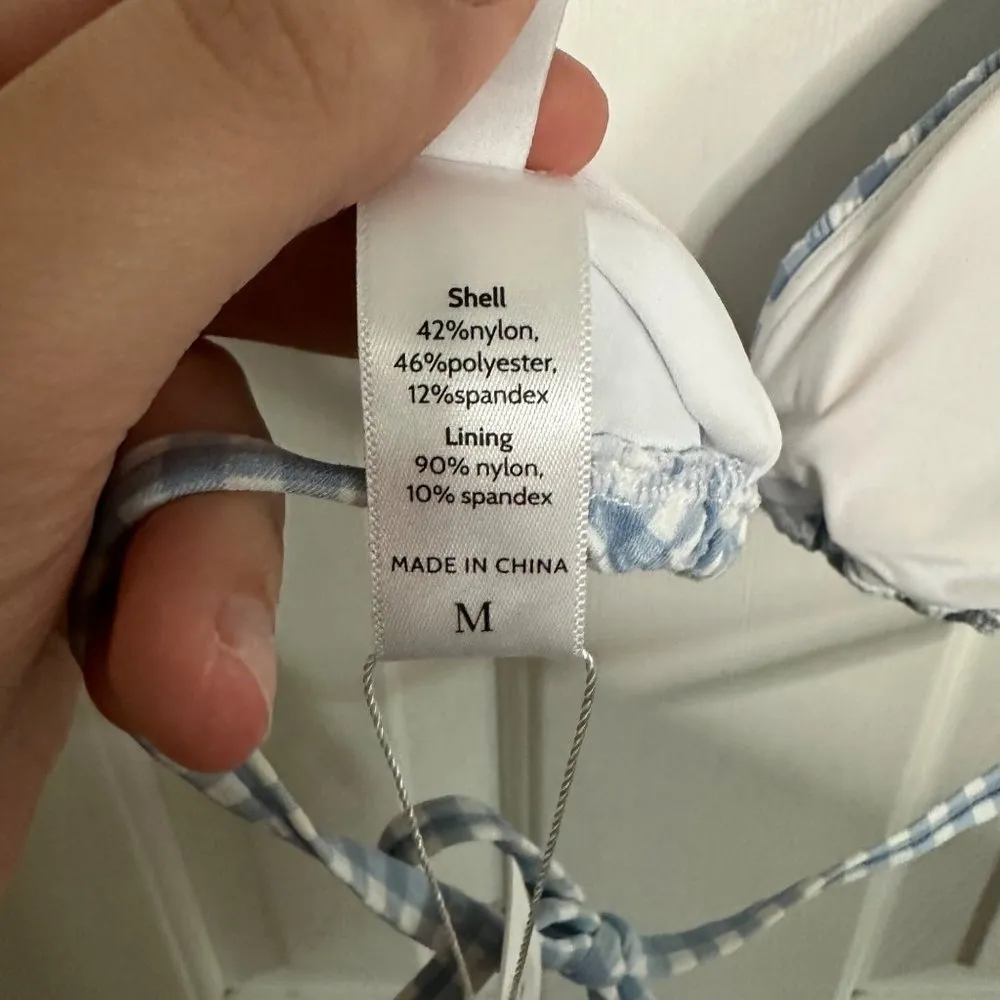 Shell
42%nylon,
46%polyester,
12%spandex
Lining
90% nylon,
10% spandex
MADE IN CHINA
M